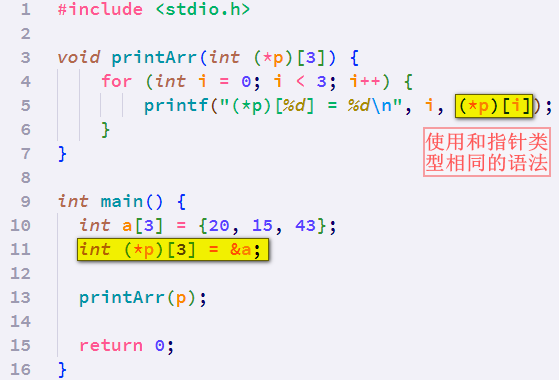 1 #include <stdio.h>
2
3 void printArr(int (*p)[3]) {
4     for (int i = 0; i < 3; i++) {
5         printf("(*p)[%d] = %d\n", i, (*p)[i]);
6     }
7 }
8
9 int main() {
10   int a[3] = {20, 15, 43};
11   int (*p)[3] = &a;
12
13   printArr(p);
14
15   return 0;
16 }
使用和指针类
型相同的语法